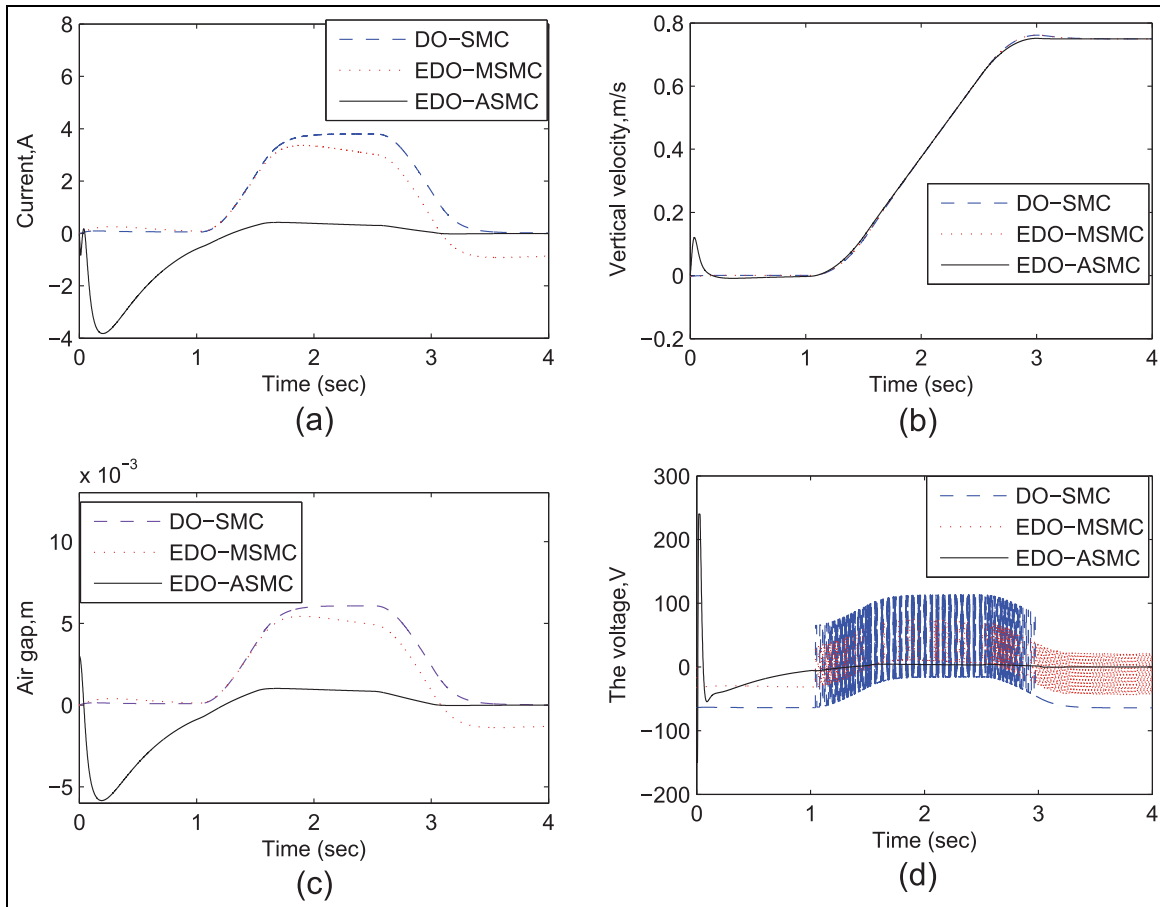 8
6
4
2
0
−2
−4
Current,A
DO−SMC
EDO−MSMC
EDO−ASMC
0 1 2 3 4
Time (sec)
(a)
0.8
0.6
0.4
0.2
0
−0.2
Vertical velocity,m/s
DO−SMC
EDO−MSMC
EDO−ASMC
0 1 2 3 4
Time (sec)
(b)
x 10⁻³
10
5
0
−5
Air gap,m
DO−SMC
EDO−MSMC
EDO−ASMC
0 1 2 3 4
Time (sec)
(c)
300
200
100
0
−100
−200
The voltage,V
DO−SMC
EDO−MSMC
EDO−ASMC
0 1 2 3 4
Time (sec)
(d)